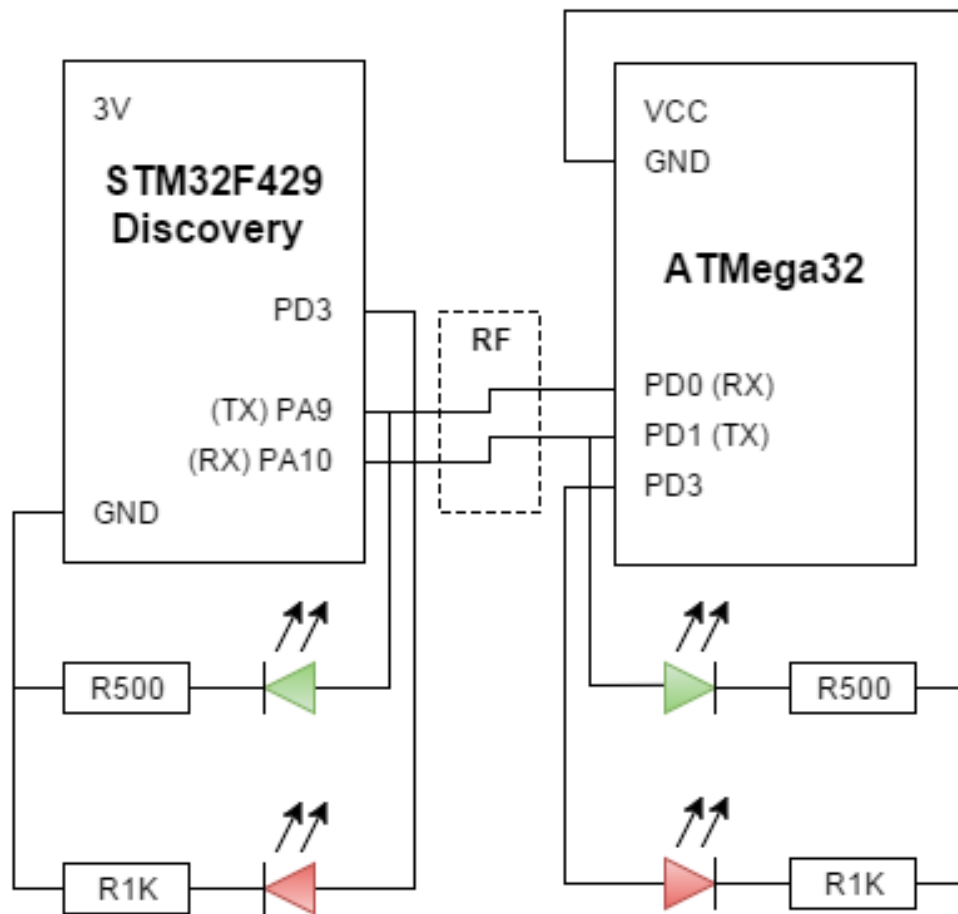 3V
STM32F429
Discovery
PD3
(TX) PA9
(RX) PA10
GND
RF
VCC
GND
ATMega32
PD0 (RX)
PD1 (TX)
PD3
R500
R1K
R500
R1K